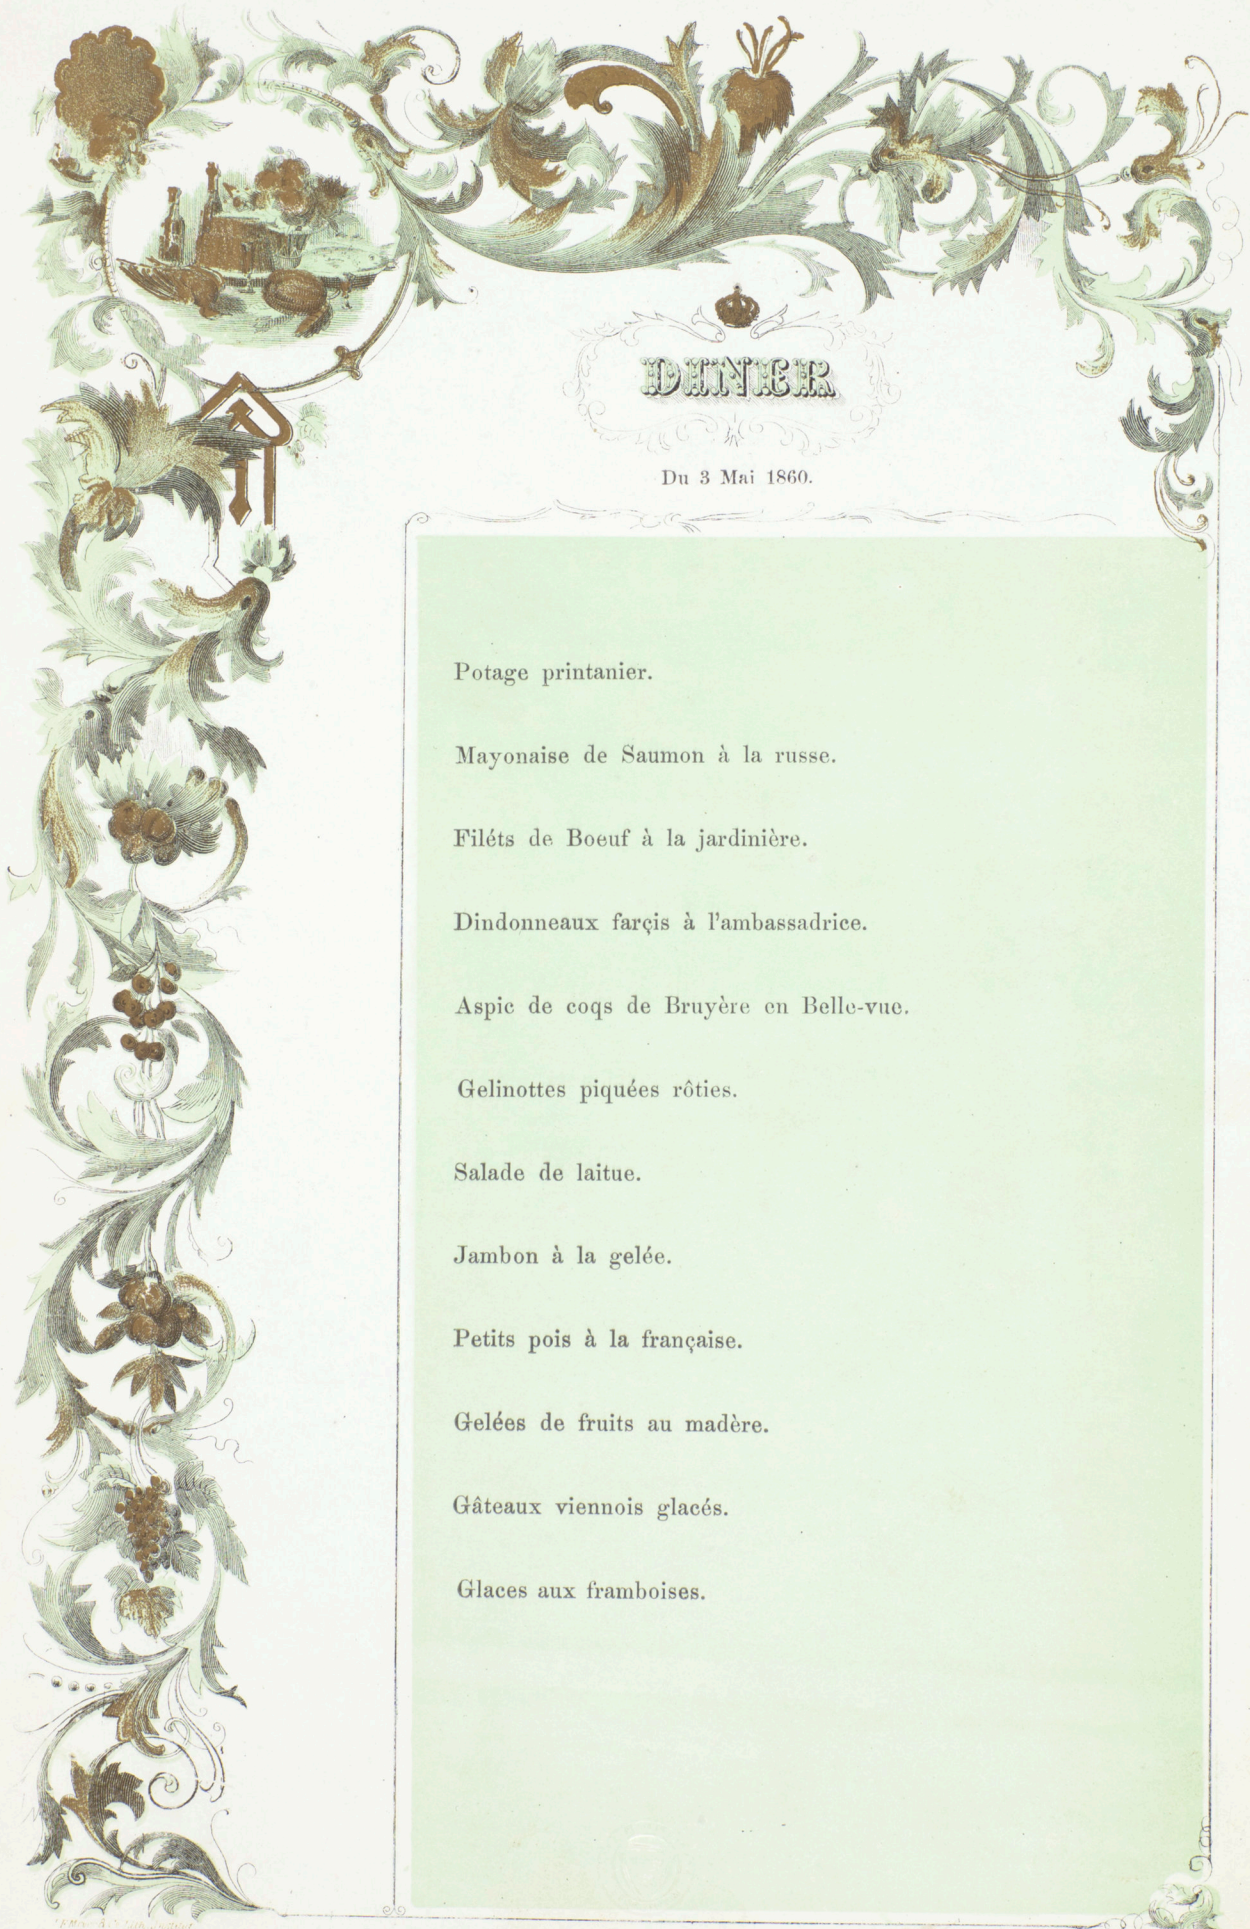 DINER
Du 3 Mai 1860.
Potage printanier.
Mayonaise de Saumon à la russe.
Filéts de Boeuf à la jardinière.
Dindonneaux farçis à l'ambassadrice.
Aspic de coqs de Bruyère en Belle-vue.
Gelinottes piquées rôties.
Salade de laitue.
Jambon à la gelée.
Petits pois à la française.
Gelées de fruits au madère.
Gâteaux viennois glacés.
Glaces aux framboises.